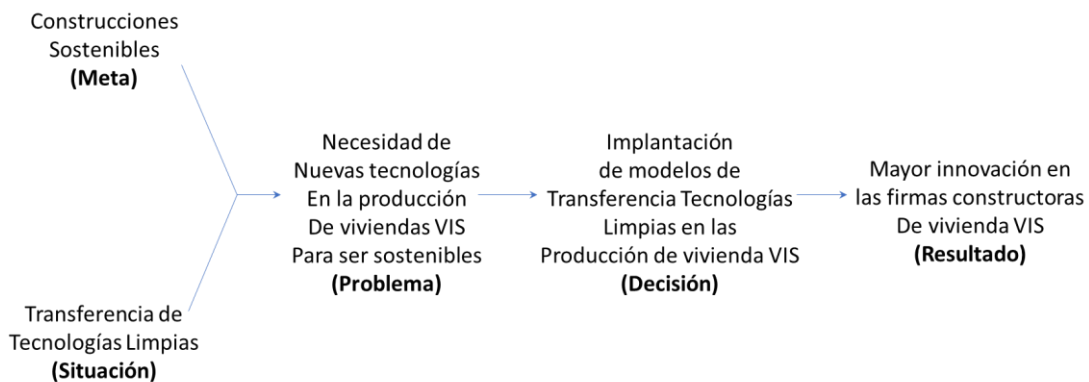 Construcciones
Sostenibles
(Meta)
Transferencia de
Tecnologías Limpias
(Situación)
Necesidad de
Nuevas tecnologías
En la producción
De viviendas VIS
Para ser sostenibles
(Problema)
Implantación
de modelos de
Transferencia Tecnologías
Limpias en las
Producción de vivienda VIS
(Decisión)
Mayor innovación en
las firmas constructoras
De vivienda VIS
(Resultado)